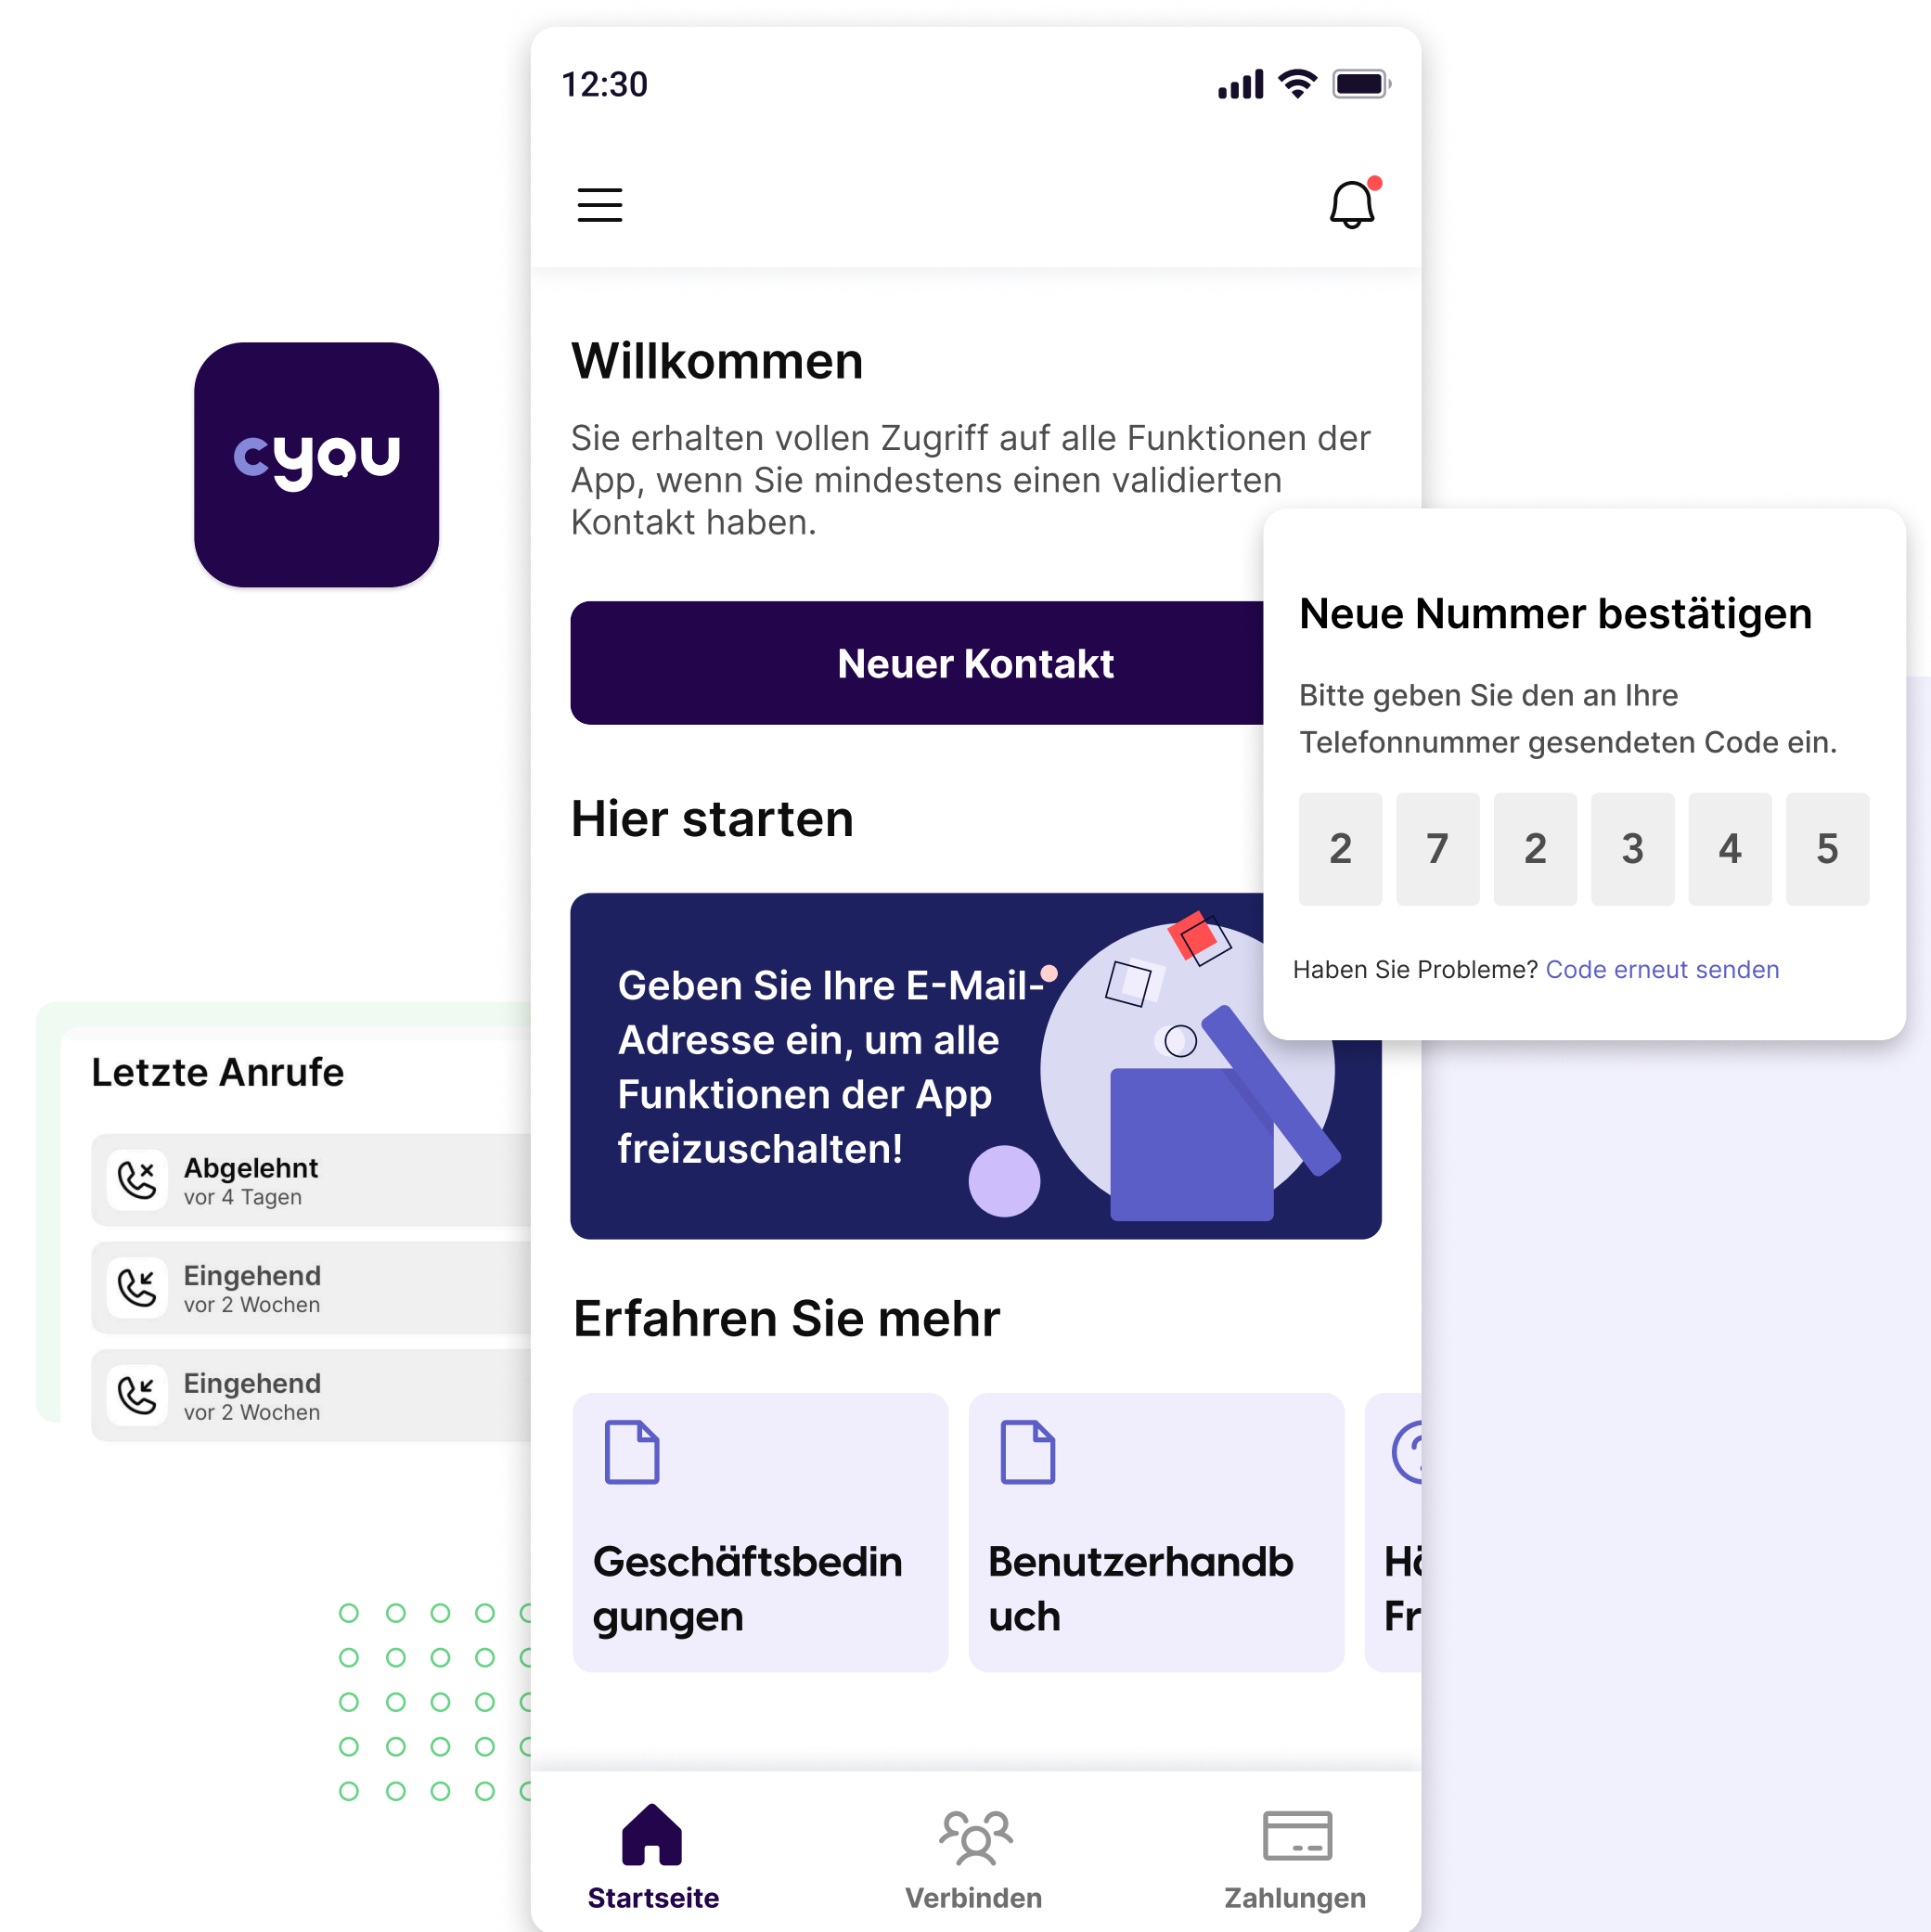 12:30
cyou
Willkommen
Sie erhalten vollen Zugriff auf alle Funktionen der
App, wenn Sie mindestens einen validierten
Kontakt haben.
Neuer Kontakt
Neue Nummer bestätigen
Bitte geben Sie den an Ihre
Telefonnummer gesendeten Code ein.
2 7 2 3 4 5
Haben Sie Probleme? Code erneut senden
Hier starten
Geben Sie Ihre E-Mail-
Adresse ein, um alle
Funktionen der App
freizuschalten!
Letzte Anrufe
Abgelehnt
vor 4 Tagen
Eingehend
vor 2 Wochen
Eingehend
vor 2 Wochen
Erfahren Sie mehr
Geschäftsbedin
gungen
Benutzerhandb
uch
Fr
Startseite
Verbinden
Zahlungen